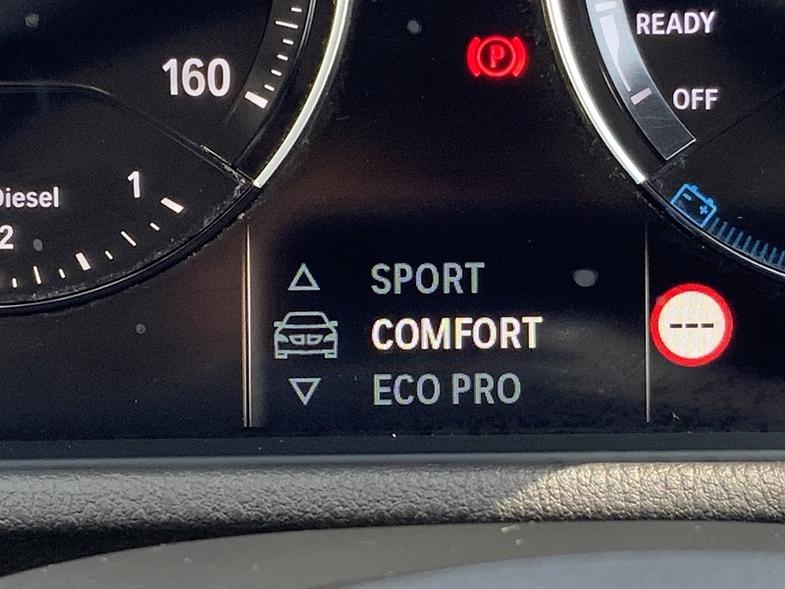 160
P
READY
OFF
Diesel
1
2
SPORT
COMFORT
ECO PRO
---